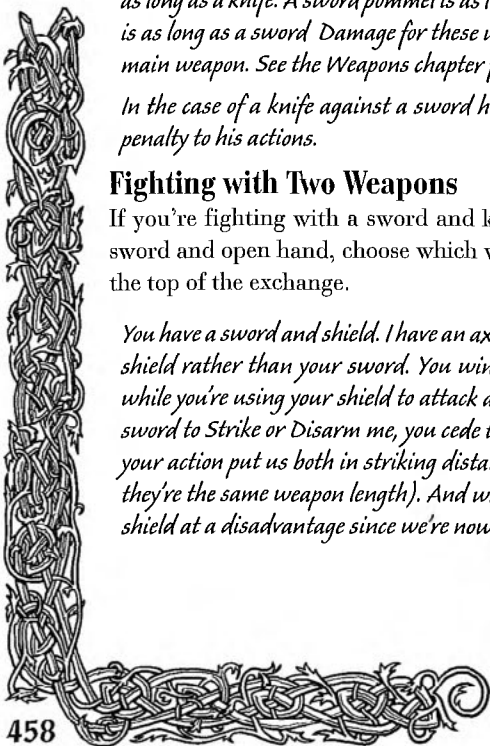 as long as a knife. A sword pommel is as
is as long as a sword Damage for these
main weapon. See the Weapons chapter
In the case of a knife against a sword
penalty to his actions.
Fighting with Two Weapons
If you're fighting with a sword and
sword and open hand, choose which
the top of the exchange.
You have a sword and shield. I have an
shield rather than your sword. You
while you're using your shield to attack
sword to Strike or Disarm me, you cede
your action put us both in striking
they're the same weapon length). And
shield at a disadvantage since we're now
458